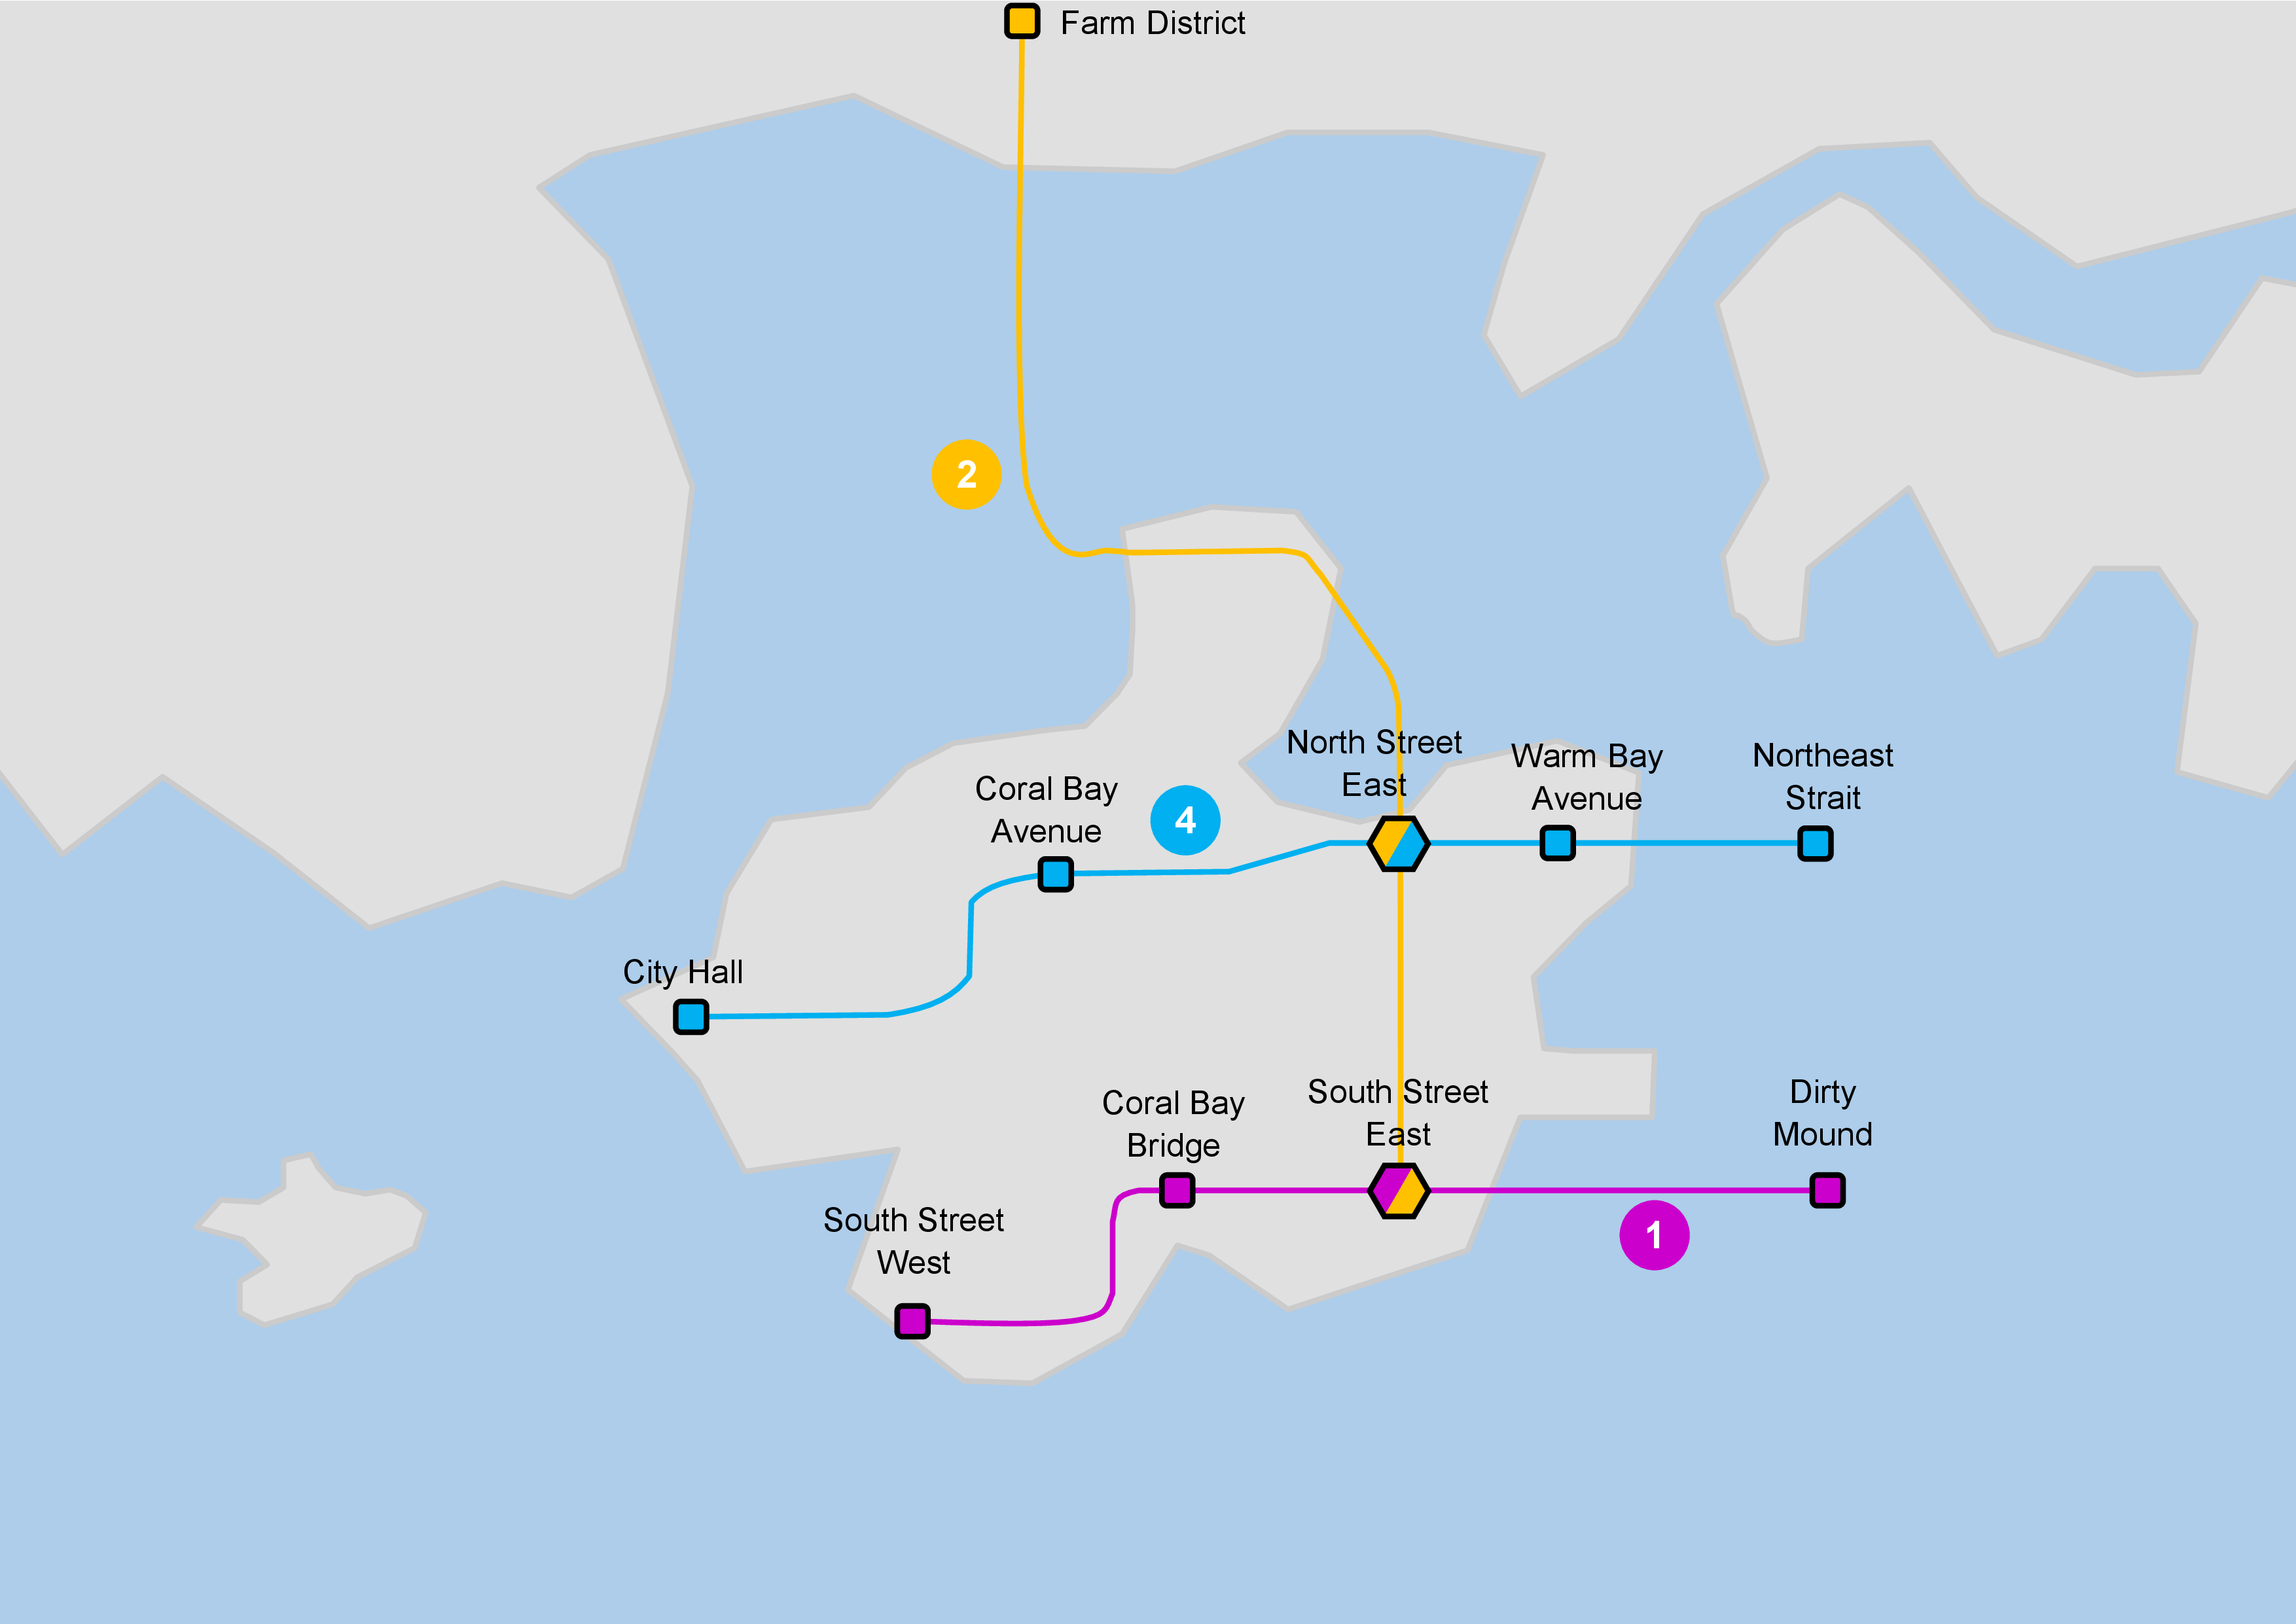 Farm District
2
North Street
East
Warm Bay
Avenue
Northeast
Strait
Coral Bay
Avenue
4
City Hall
Coral Bay
Bridge
South Street
East
Dirty
Mound
South Street
West
1